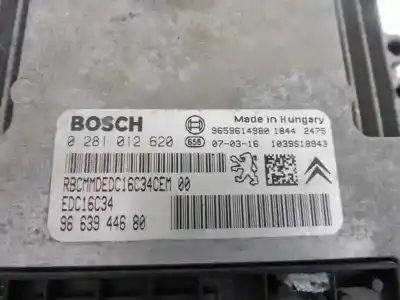 BOSCH
Made in Hungary
9659614980 1844 2475
0 281 012 620
656
07-03-16 1039S18943
RBCMMDEDC16C34CEM 00
EDC16C34
96 639 446 80